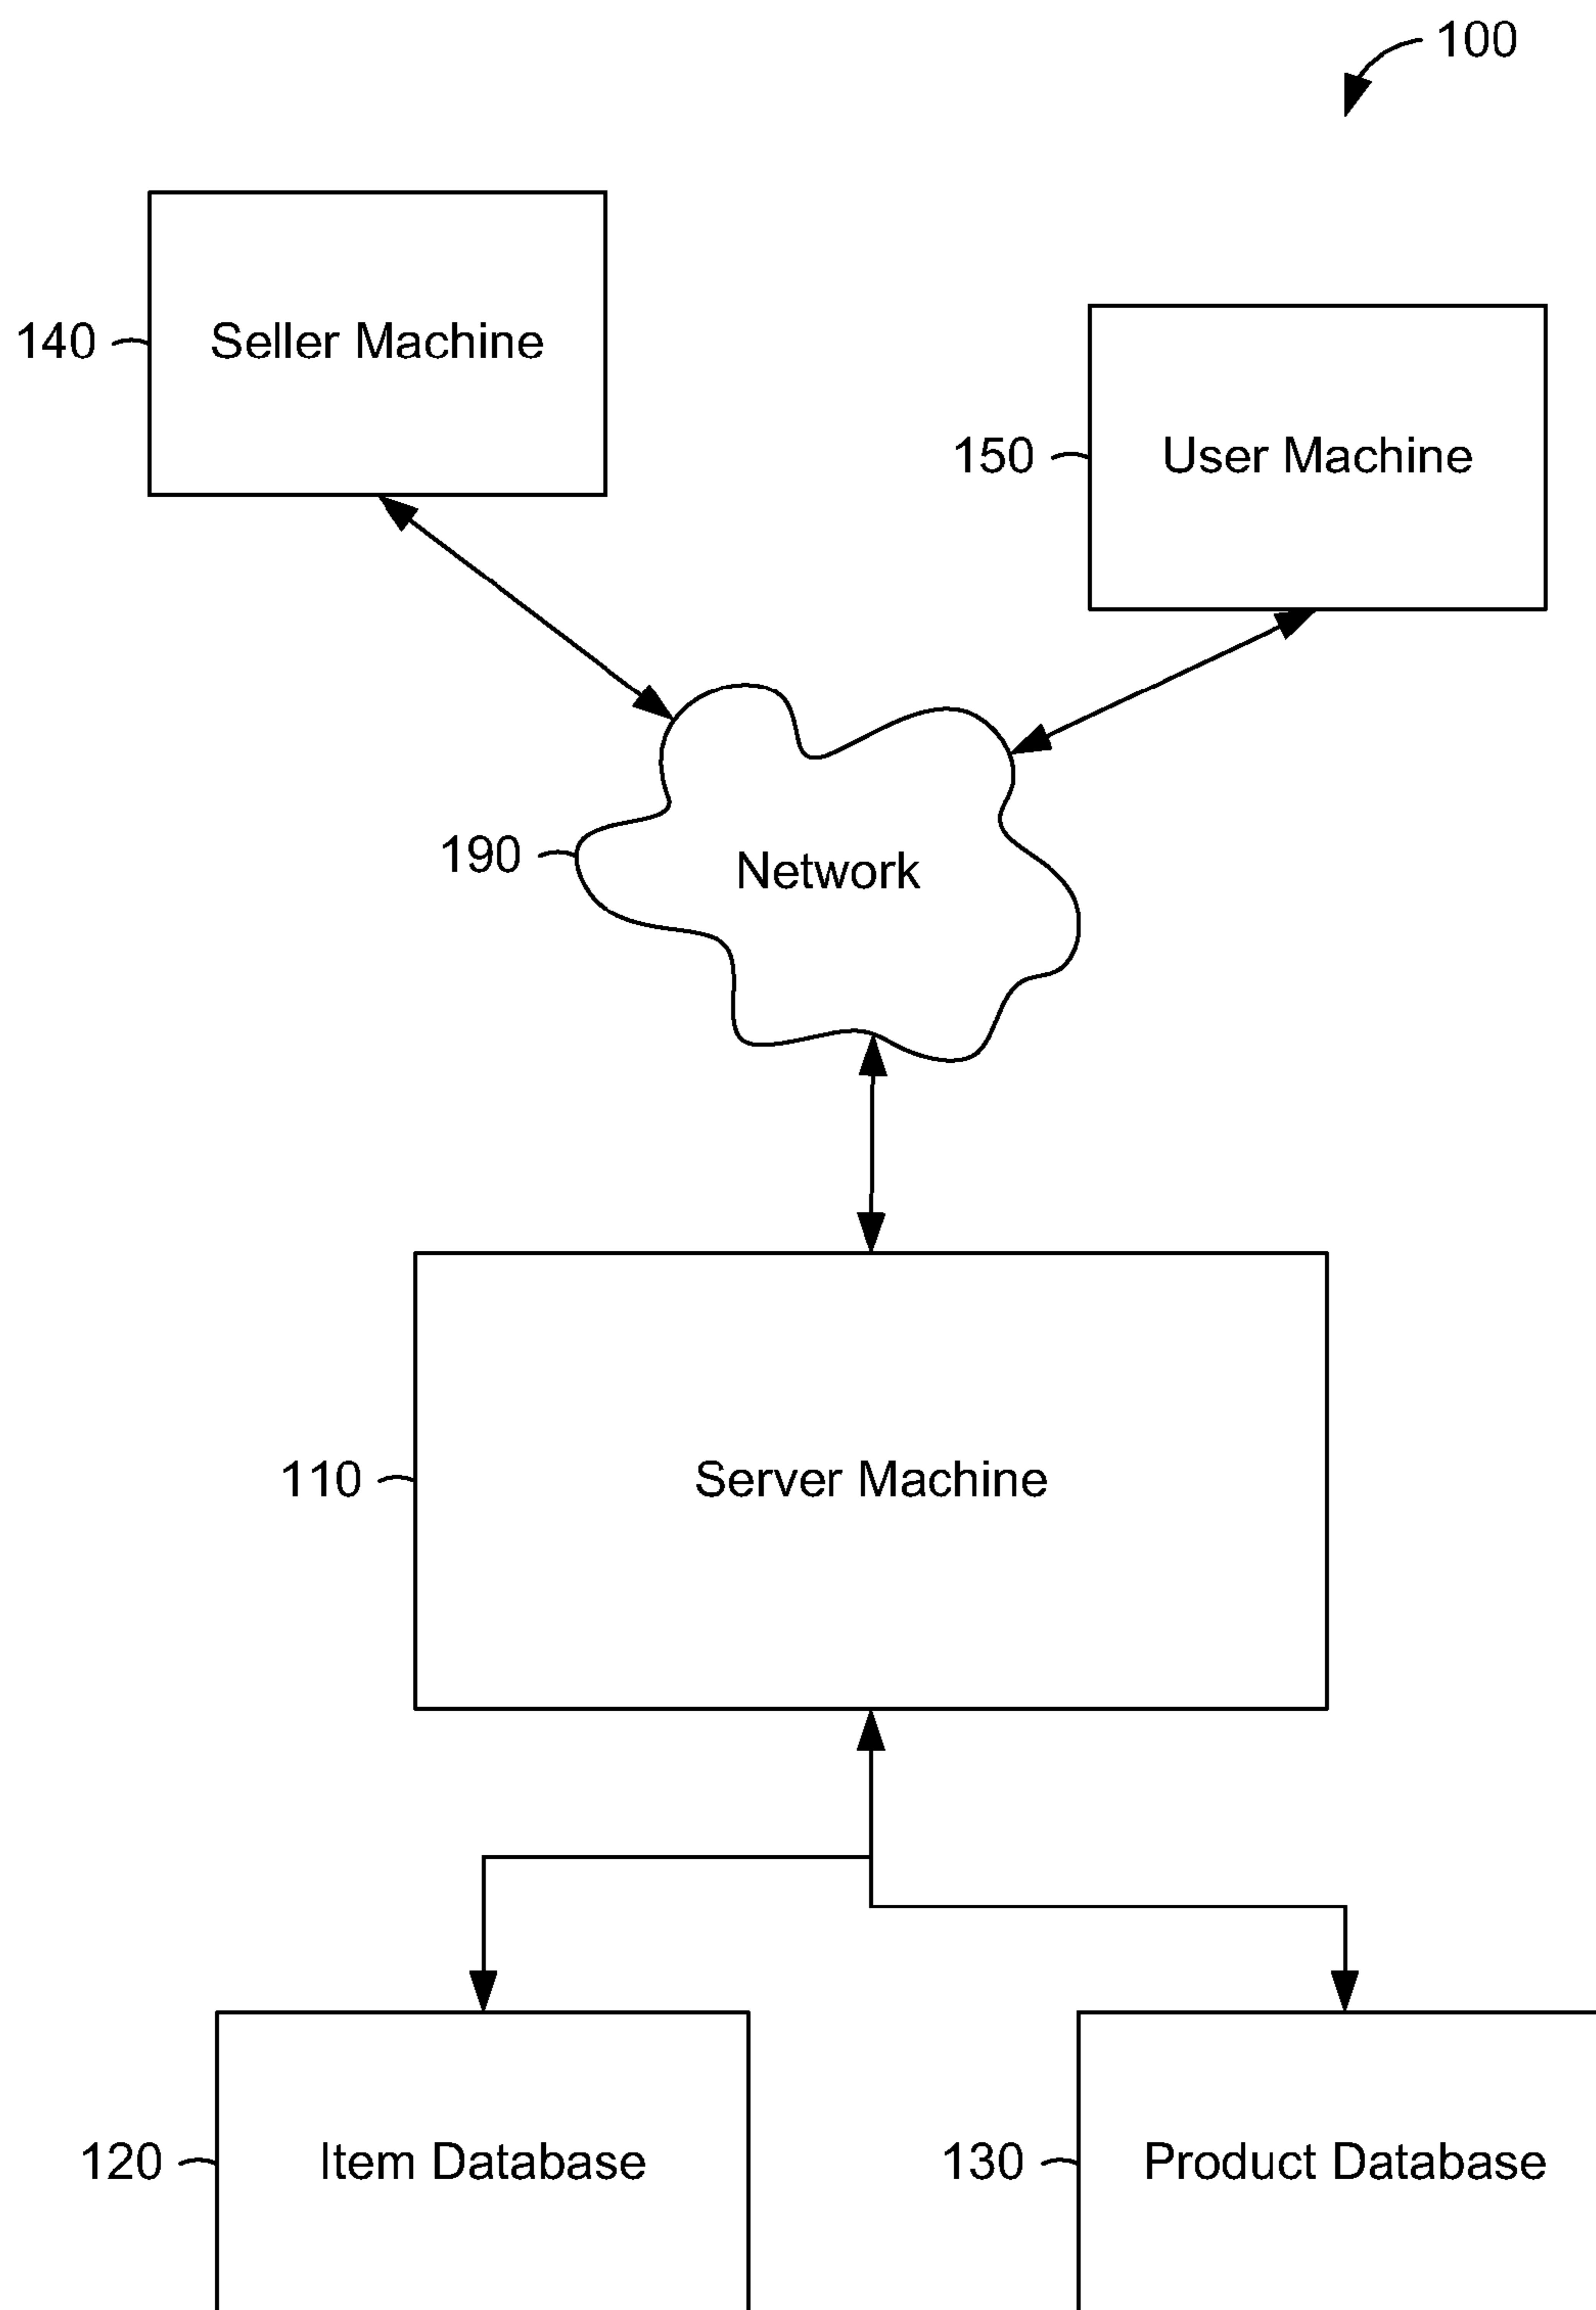 100
140 Seller Machine
150 User Machine
190 Network
110 Server Machine
120 Item Database
130 Product Database